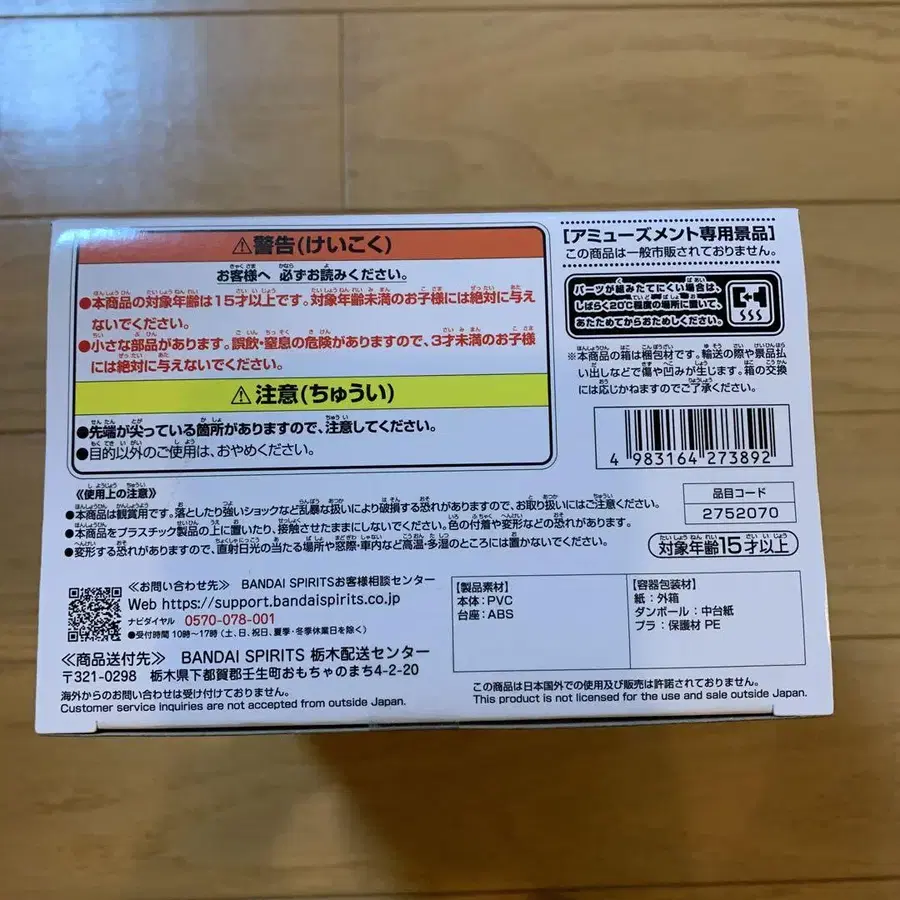 ⚠警告(けいこく)
お客様へ 必ずお読みください。
●本商品の対象年齢は15才以上です。対象年齢未満のお子様には絶対に与
えないでください。
●小さな部品があります。誤飲・窒息の危険がありますので、3才未満のお子様
には絶対に与えないでください。
⚠注意(ちゅうい)
●先端が尖っている箇所がありますので、注意してください。
●目的以外のご使用は、おやめください。
《使用上の注意》
●本商品は観賞用です。落としたり強いショックなど乱暴な扱いにより破損する恐れがありますので、お取り扱いにはご注意ください。
●本商品をプラスチック製品の上に置いたり、接触させたままにしないでください。色の付着や変形などの恐れがあります。
●変形する恐れがありますので、直射日光の当たる場所や窓際・車内など高温・多湿のところには置かないでください。
≪お問い合わせ先≫ BANDAI SPIRITSお客様相談センター
Web https://support.bandaispirits.co.jp
ナビダイヤル 0570-078-001
●受付時間 10時～17時(土、日、祝日、夏季・冬季休業日を除く)
≪商品送付先≫ BANDAI SPIRITS 栃木配送センター
〒321-0298 栃木県下都賀郡壬生町おもちゃのまち4-2-20
海外からのお問い合わせは受け付けておりません。
Customer service inquiries are not accepted from outside Japan.
[アミューズメント専用景品]
この商品は一般市販されておりません。
パーツが組みたてにくい場合は、
しばらく20℃程度の場所に置いて、
あたためてからおためしください。
※本商品の箱は梱包材です。輸送の際や景品払
い出しなどで傷や凹みが生じます。箱の交換
には応じかねますのでご了承ください。
4 983164 273892
品目コード
2752070
対象年齢15才以上
【製品素材】
本体:PVC
台座:ABS
【容器包装材】
紙:外箱
ダンボール:中台紙
プラ:保護材 PE
この商品は日本国外での使用及び販売は許諾されておりません。
This product is not licensed for the use and sale outside Japan.